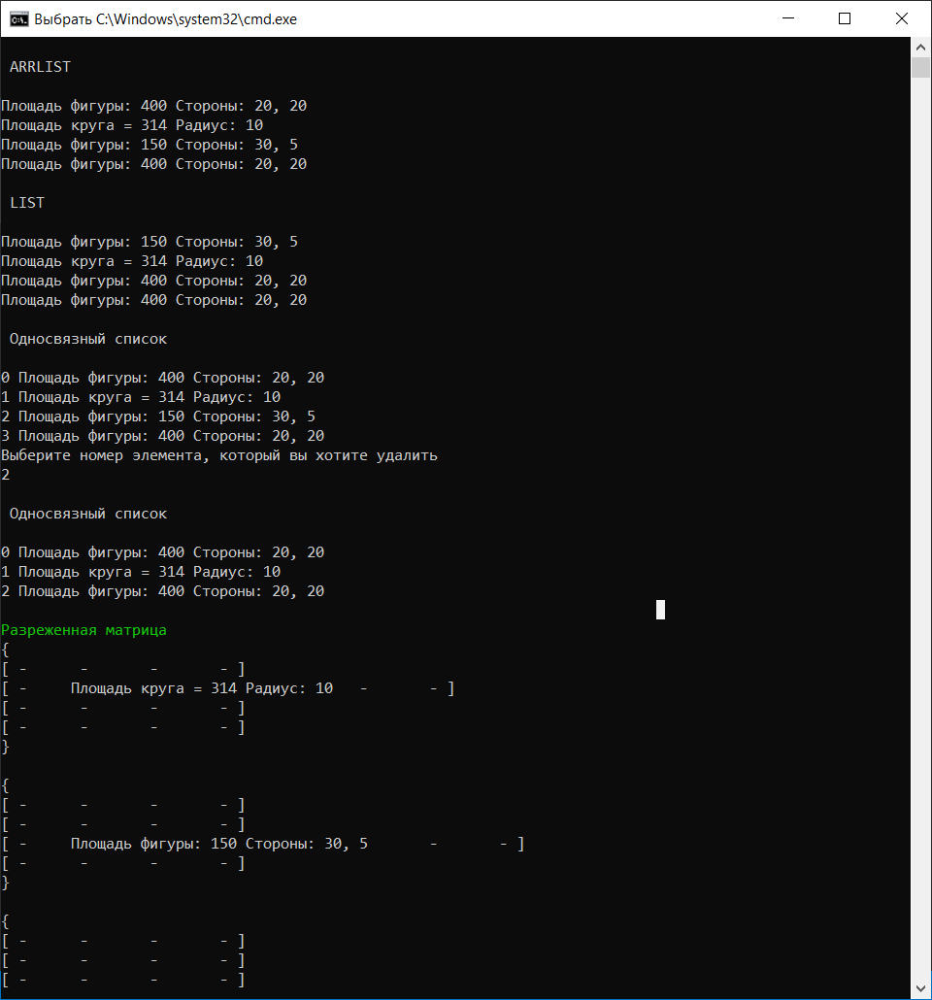 Выбрать C:\Windows\system32\cmd.exe
ARRLIST
Площадь фигуры: 400 Стороны: 20, 20
Площадь круга = 314 Радиус: 10
Площадь фигуры: 150 Стороны: 30, 5
Площадь фигуры: 400 Стороны: 20, 20
LIST
Площадь фигуры: 150 Стороны: 30, 5
Площадь круга = 314 Радиус: 10
Площадь фигуры: 400 Стороны: 20, 20
Площадь фигуры: 400 Стороны: 20, 20
Односвязный список
0 Площадь фигуры: 400 Стороны: 20, 20
1 Площадь круга = 314 Радиус: 10
2 Площадь фигуры: 150 Стороны: 30, 5
3 Площадь фигуры: 400 Стороны: 20, 20
Выберите номер элемента, который вы хотите удалить
2
Односвязный список
0 Площадь фигуры: 400 Стороны: 20, 20
1 Площадь круга = 314 Радиус: 10
2 Площадь фигуры: 400 Стороны: 20, 20
Разреженная матрица
{
[ - - - - ]
[ - Площадь круга = 314 Радиус: 10 - - ]
[ - - - - ]
[ - - - - ]
}
{
[ - - - - ]
[ - - - - ]
[ - Площадь фигуры: 150 Стороны: 30, 5 - - ]
[ - - - - ]
}
{
[ - - - - ]
[ - - - - ]
[ - - - - ]